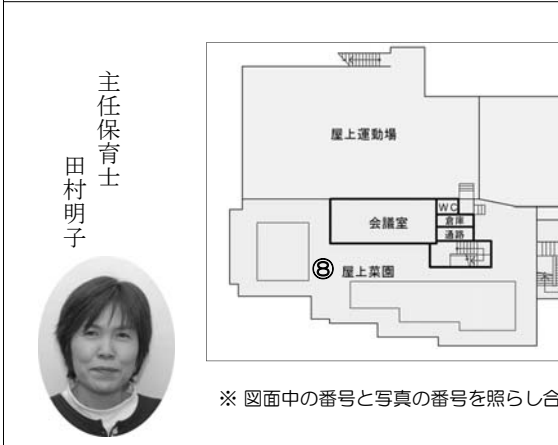 主任保育士
田村明子
屋上運動場
WC
会議室
倉庫
通路
⑧ 屋上菜園
※ 図面中の番号と写真の番号を照らし合